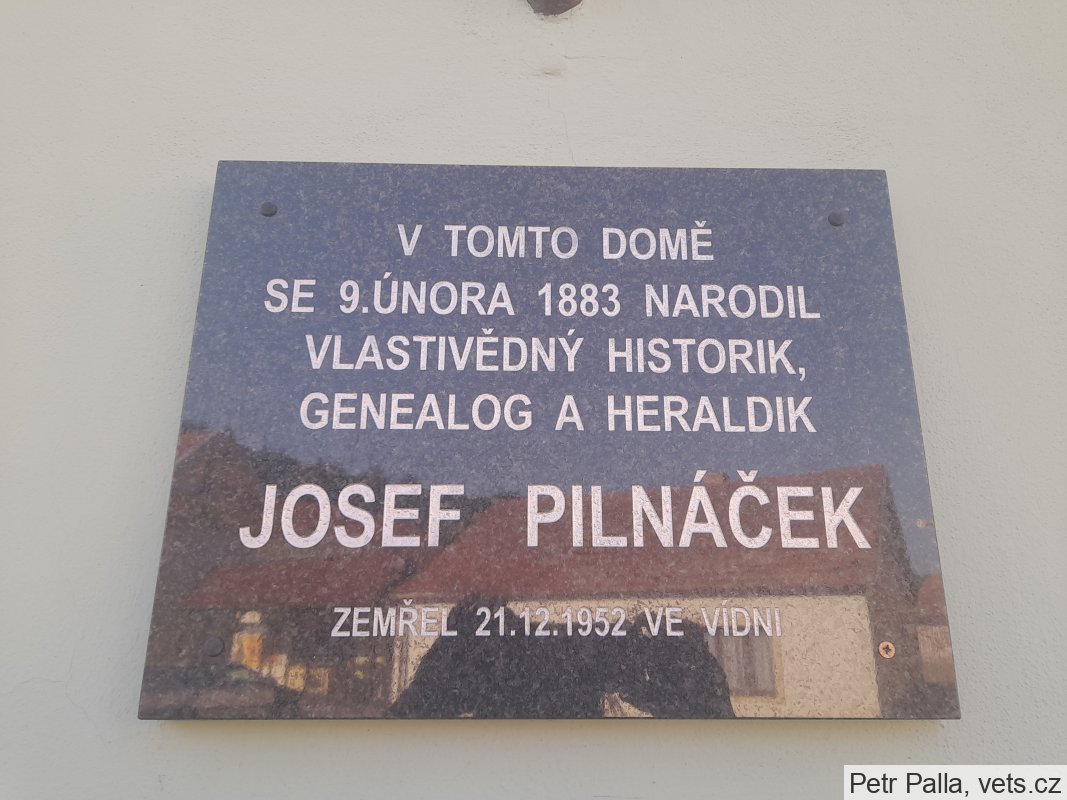 V TOMTO DOMĚ
SE 9.ÚNORA 1883 NARODIL
VLASTIVĚDNÝ HISTORIK,
GENEALOG A HERALDIK
JOSEF PILNÁČEK
ZEMŘEL 21.12.1952 VE VÍDNI
Petr Palla, vets.cz